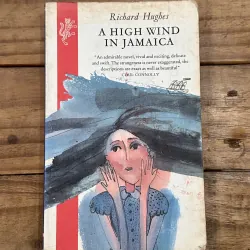 Richard Hughes
A HIGH WIND
IN JAMAICA
"An admirable novel, vivid and exciting, delicate
and swift. The strangeness is never exaggerated, the
descriptions are exact as well as beautiful."
CYRIL CONNOLLY